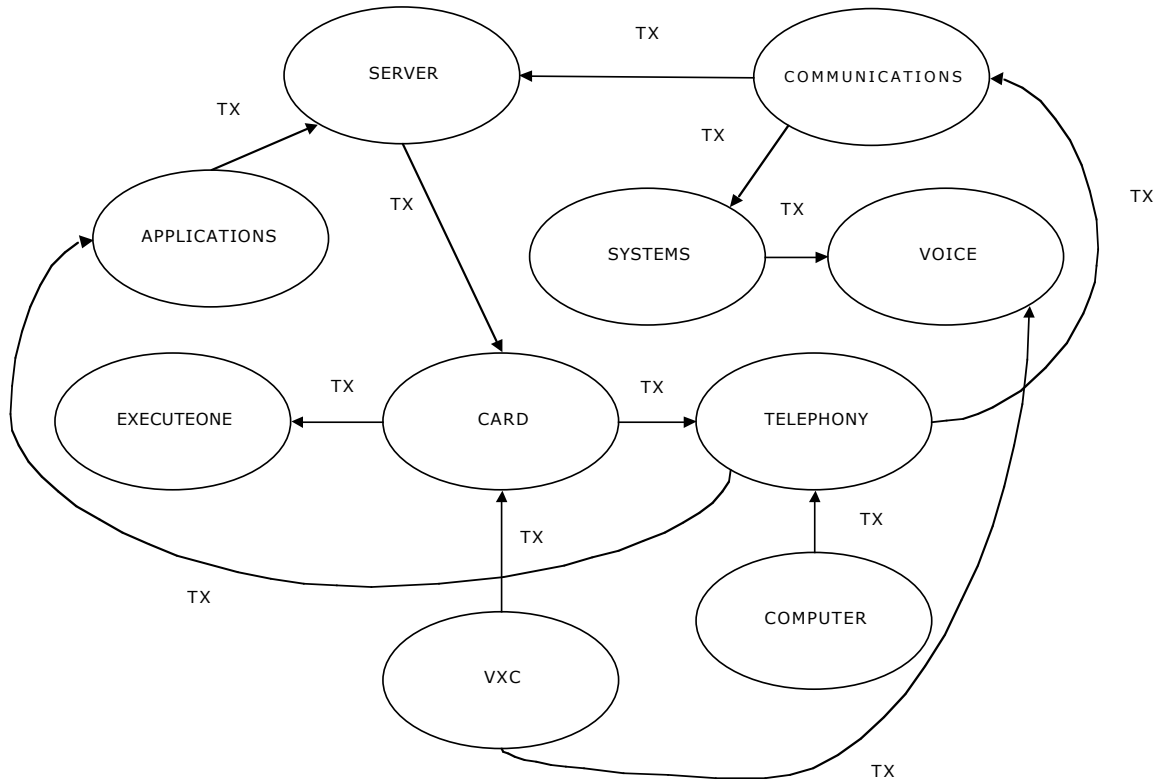 TX
SERVER
COMMUNICATIONS
TX
TX
TX
TX
TX
APPLICATIONS
SYSTEMS
VOICE
TX
TX
EXECUTEONE
CARD
TELEPHONY
TX
TX
TX
COMPUTER
VXC
TX